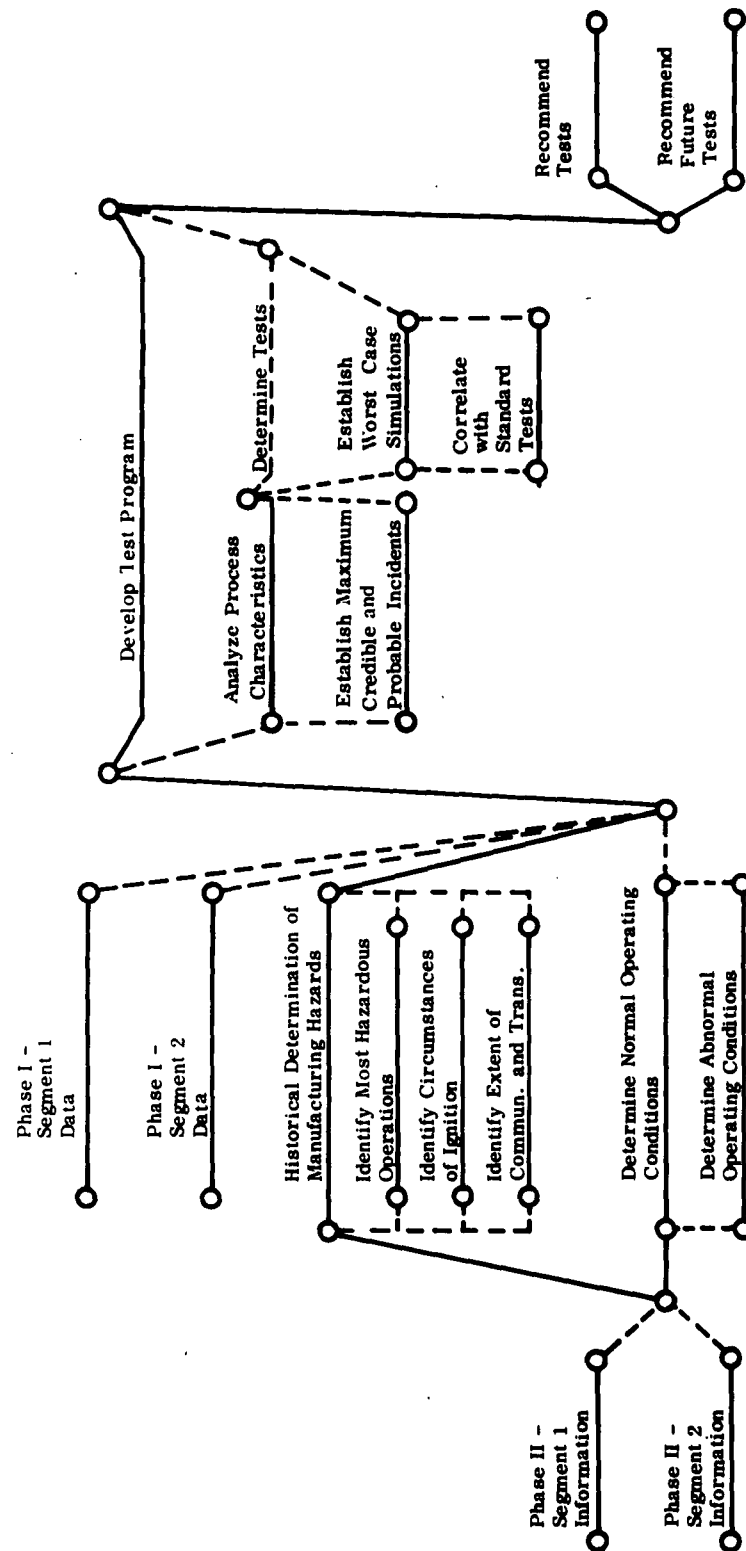 Phase II -
Segment 1
Information
Phase II -
Segment 2
Information
Phase I -
Segment 1
Data
Phase I -
Segment 2
Data
Historical Determination of
Manufacturing Hazards
Identify Most Hazardous
Operations
Identify Circumstances
of Ignition
Identify Extent of
Commun. and Trans.
Determine Normal Operating
Conditions
Determine Abnormal
Operating Conditions
Develop Test Program
Analyze Process
Characteristics
Determine Tests
Establish Maximum
Credible and
Probable Incidents
Establish
Worst Case
Simulations
Correlate
with
Standard
Tests
Recommend
Tests
Recommend
Future
Tests